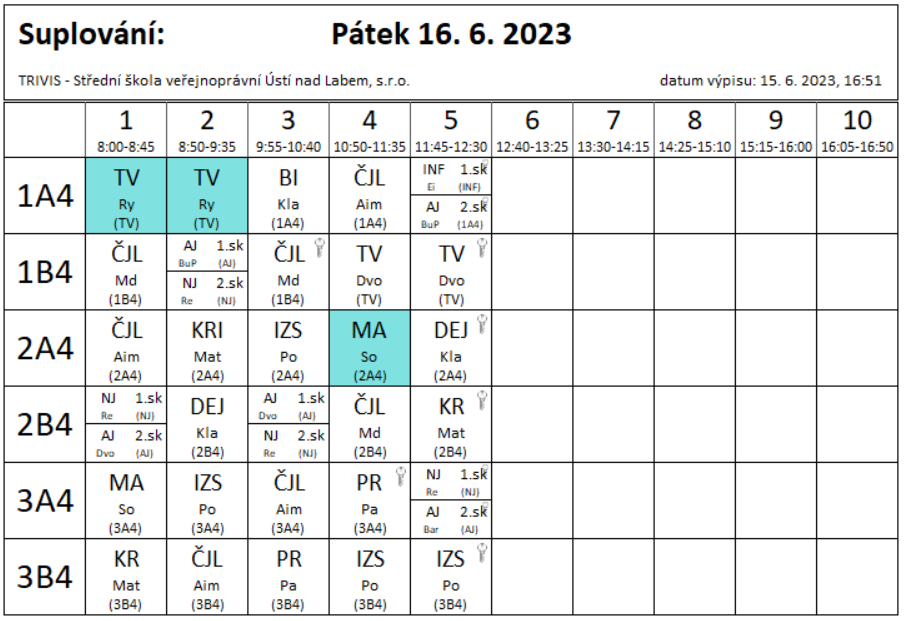 Suplování: Pátek 16. 6. 2023
TRIVIS - Střední škola veřejnoprávní Ústí nad Labem, s.r.o. datum výpisu: 15. 6. 2023, 16:51
1 2 3 4 5 6 7 8 9 10
8:00-8:45 8:50-9:35 9:55-10:40 10:50-11:35 11:45-12:30 12:40-13:25 13:30-14:15 14:25-15:10 15:15-16:00 16:05-16:50
1A4
TV Ry (TV)
TV Ry (TV)
BI Kla (1A4)
ČJL Aim (1A4)
INF 1.sk Ei (INF)
AJ 2.sk BuP (1A4)
1B4
ČJL Md (1B4)
AJ 1.sk BuP (AJ)
NJ 2.sk Re (NJ)
ČJL Md (1B4)
TV Dvo (TV)
TV Dvo (TV)
2A4
ČJL Aim (2A4)
KRI Mat (2A4)
IZS Po (2A4)
MA So (2A4)
DEJ Kla (2A4)
2B4
NJ 1.sk Re (NJ)
AJ 2.sk Dvo (AJ)
DEJ Kla (2B4)
AJ 1.sk Dvo (AJ)
NJ 2.sk Re (NJ)
ČJL Md (2B4)
KR Mat (2B4)
3A4
MA So (3A4)
IZS Po (3A4)
ČJL Aim (3A4)
PR Pa (3A4)
NJ 1.sk Re (NJ)
AJ 2.sk Bar (AJ)
3B4
KR Mat (3B4)
ČJL Aim (3B4)
PR Pa (3B4)
IZS Po (3B4)
IZS Po (3B4)